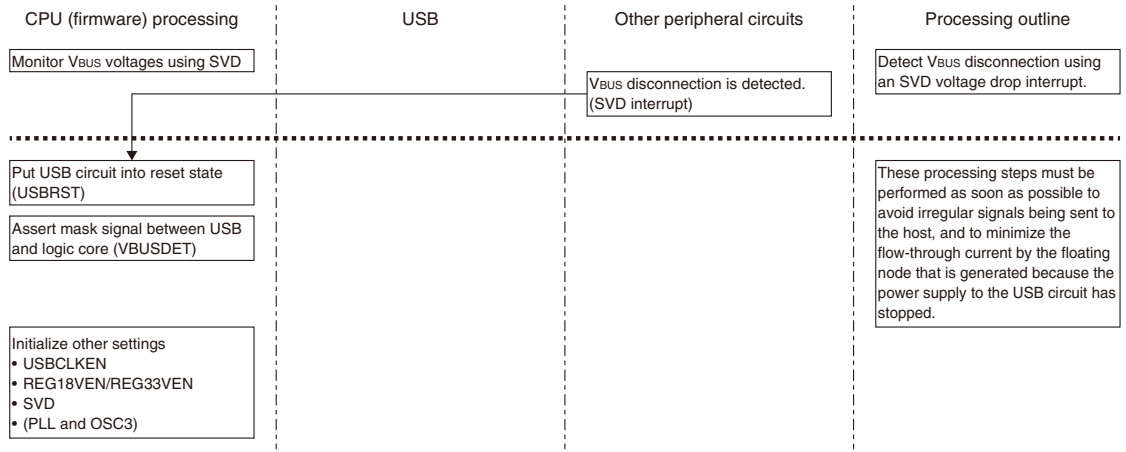 CPU (firmware) processing
USB
Other peripheral circuits
Processing outline
Monitor VBUS voltages using SVD
Detect VBUS disconnection using
an SVD voltage drop interrupt.
VBUS disconnection is detected.
(SVD interrupt)
Put USB circuit into reset state
(USBRST)
Assert mask signal between USB
and logic core (VBUSDET)
These processing steps must be
performed as soon as possible to
avoid irregular signals being sent to
the host, and to minimize the
flow-through current by the floating
node that is generated because the
power supply to the USB circuit has
stopped.
Initialize other settings
• USBCLKEN
• REG18VEN/REG33VEN
• SVD
• (PLL and OSC3)